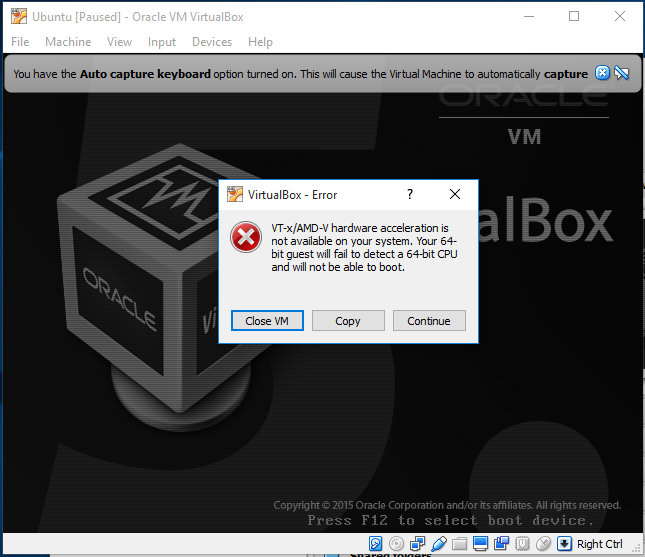 Ubuntu [Paused] - Oracle VM VirtualBox
File Machine View Input Devices Help
You have the Auto capture keyboard option turned on. This will cause the Virtual Machine to automatically capture
ORACLE
VM
VirtualBox - Error
?
VT-x/AMD-V hardware acceleration is
not available on your system. Your 64-
bit guest will fail to detect a 64-bit CPU
and will not be able to boot.
Close VM Copy Continue
alBox
ORACLE
Copyright © 2015 Oracle Corporation and/or its affiliates. All rights reserved.
Press F12 to select boot device.
Right Ctrl
Shared folders